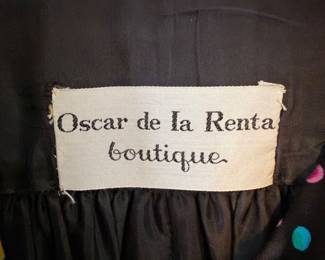 Oscar de la Renta
boutique